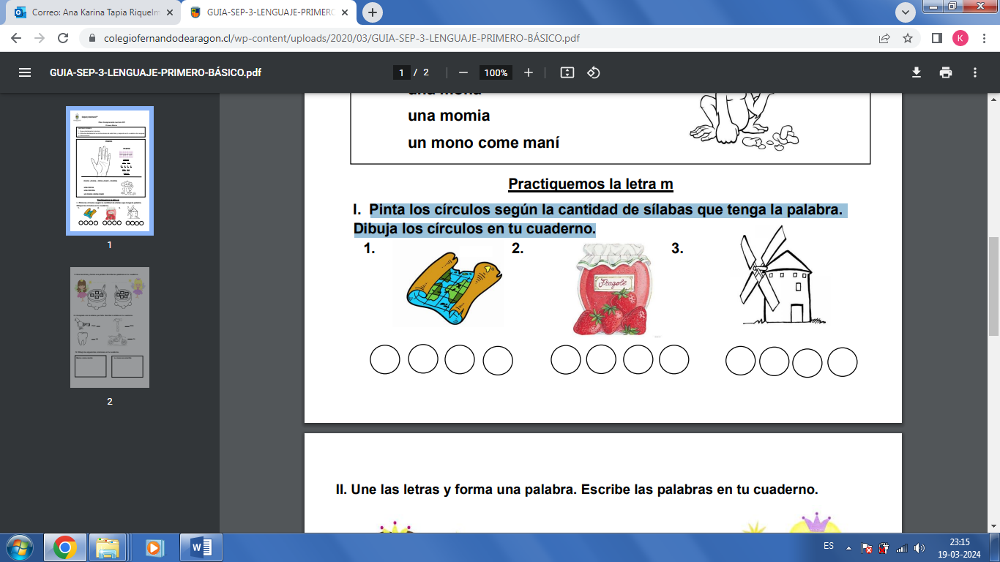 Correo: Ana Karina Tapia Riquelm
GUIA-SEP-3-LENGUAJE-PRIMERO
colegiofernandodearagon.cl/wp-content/uploads/2020/03/GUIA-SEP-3-LENGUAJE-PRIMERO-BÁSICO.pdf
K
GUIA-SEP-3-LENGUAJE-PRIMERO-BÁSICO.pdf
1 / 2
100%
una momia
un mono come maní
Practiquemos la letra m
I. Pinta los círculos según la cantidad de sílabas que tenga la palabra.
Dibuja los círculos en tu cuaderno.
1. 2. 3.
Fragole
1
2
II. Une las letras y forma una palabra. Escribe las palabras en tu cuaderno.
ES
23:15
19-03-2024